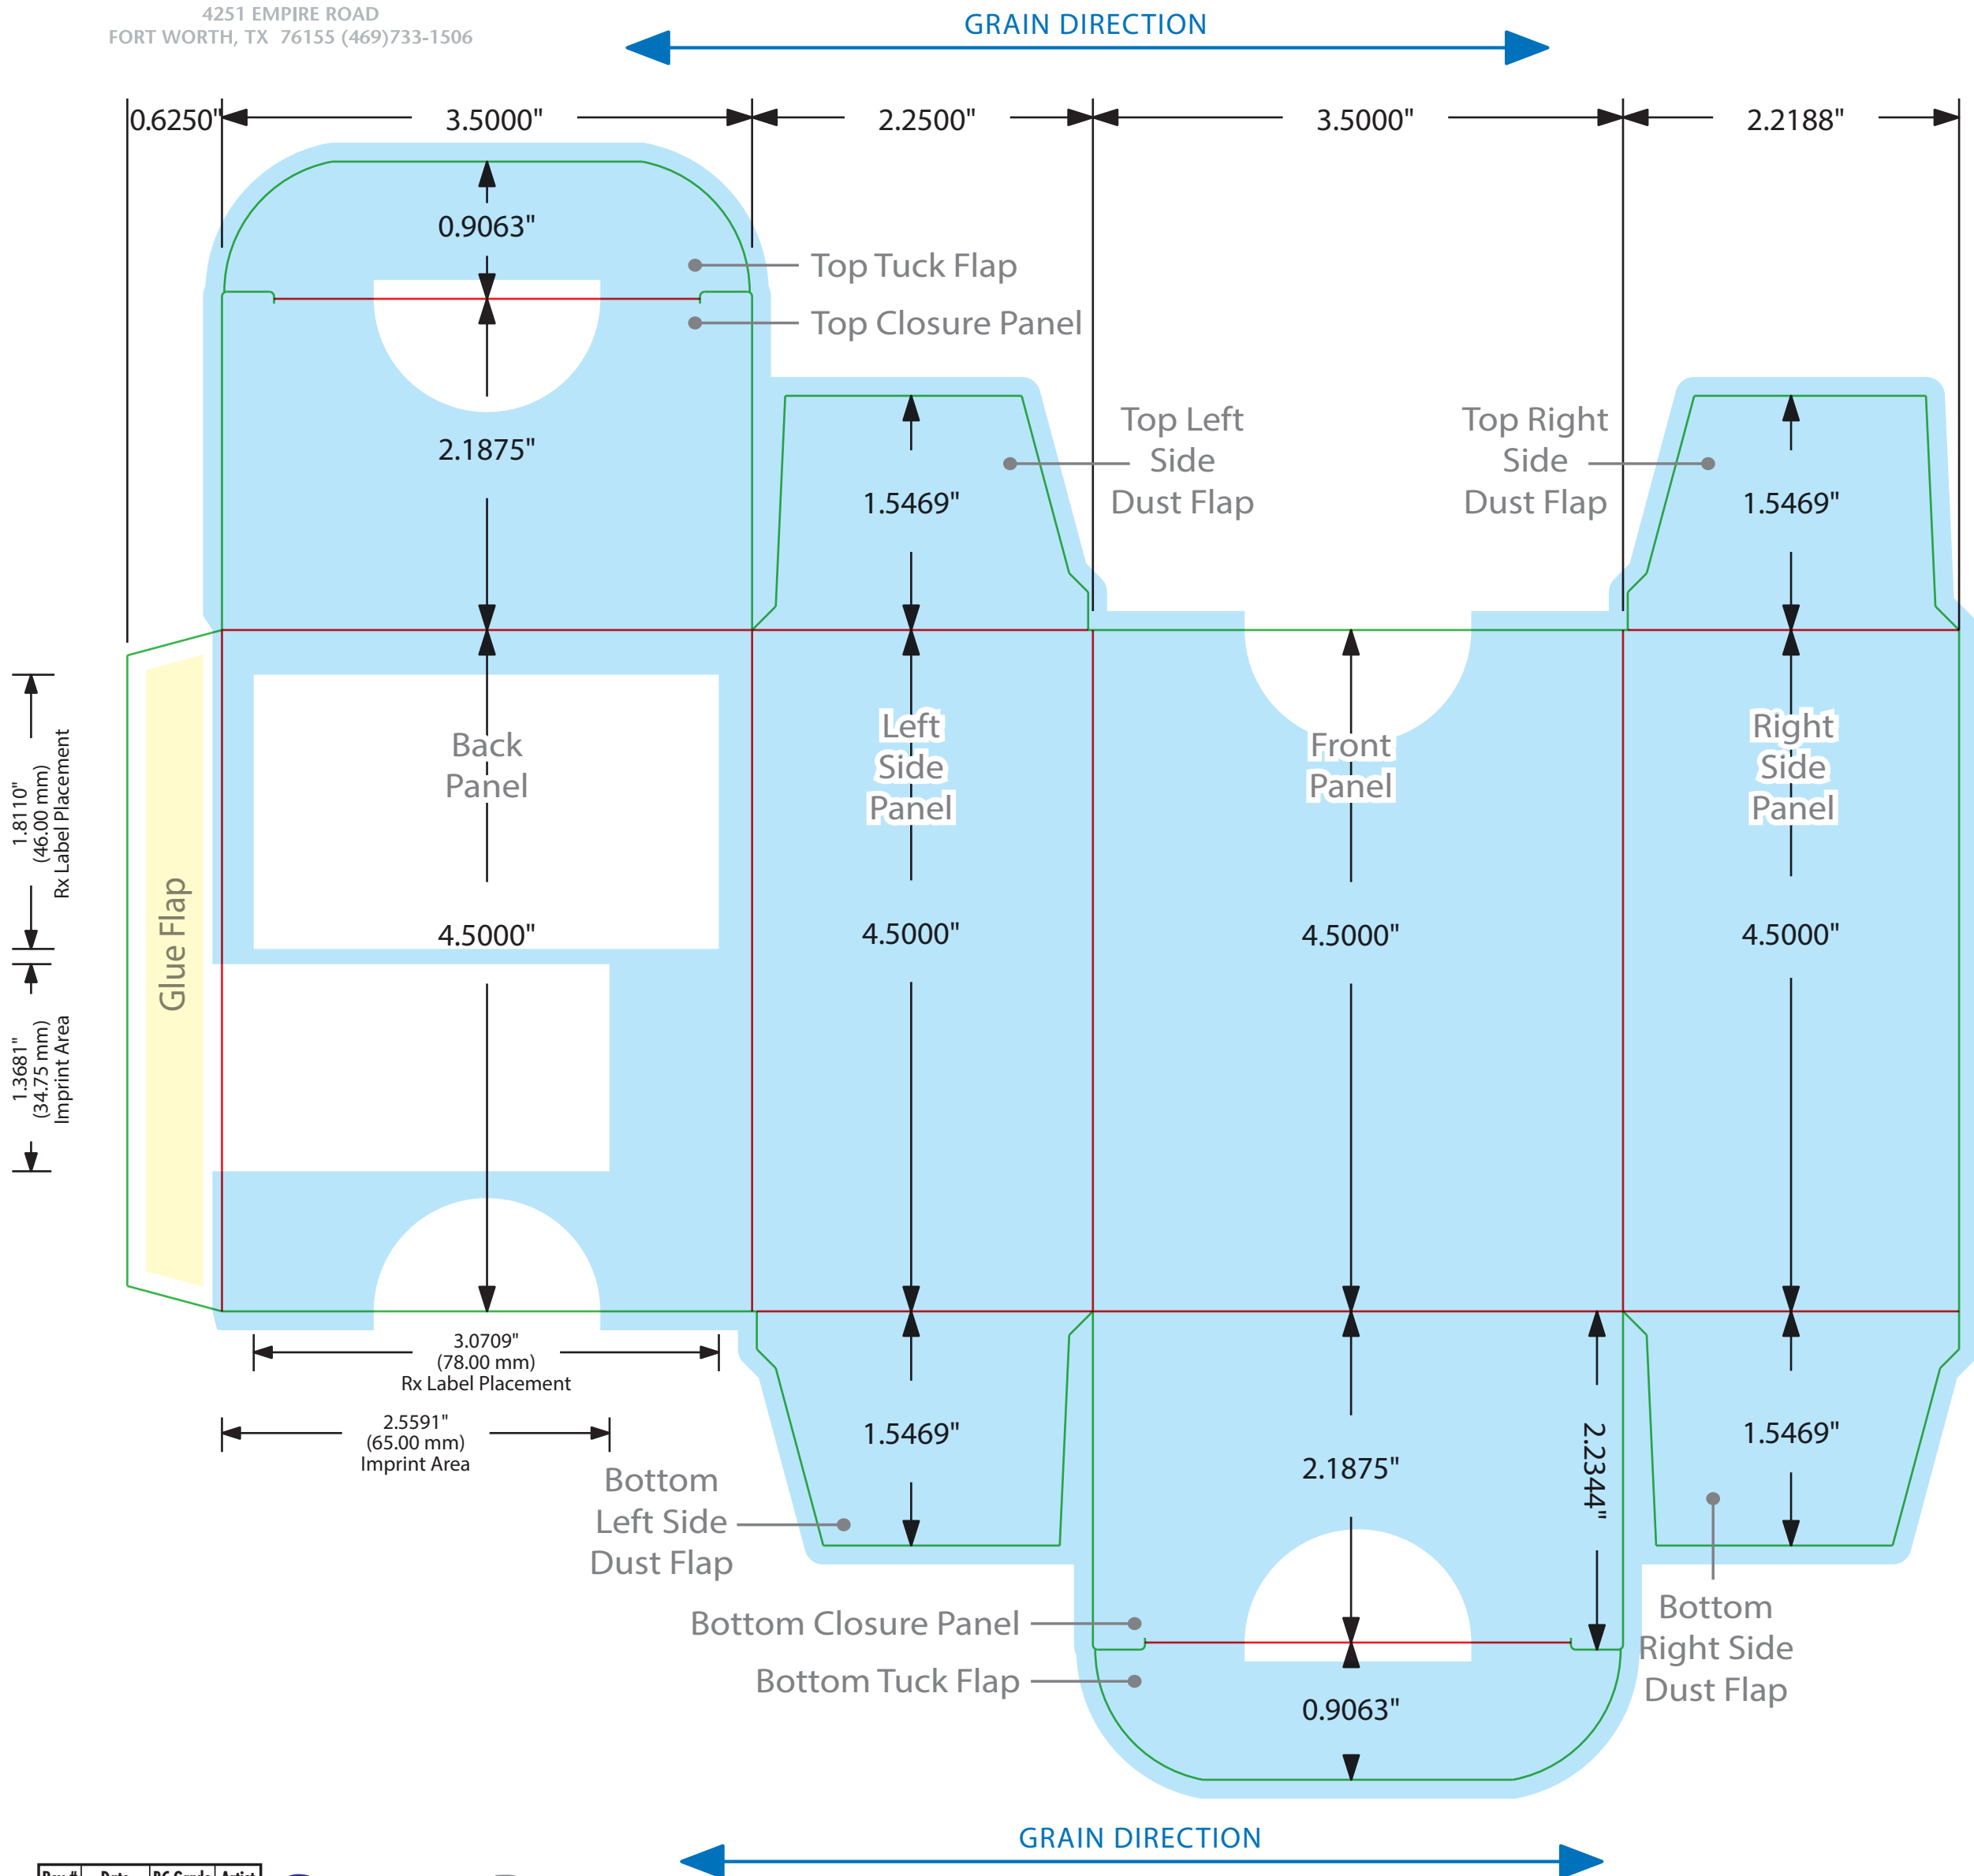 4251 EMPIRE ROAD
FORT WORTH, TX  76155 (469)733-1506
GRAIN DIRECTION
0.6250"
3.5000"
2.2500"
3.5000"
2.2188"
0.9063"
Top Tuck Flap
Top Closure Panel
2.1875"
Top Left
Side
Dust Flap
Top Right
Side
Dust Flap
1.5469"
1.5469"
Back
Panel
Left
Side
Panel
Front
Panel
Right
Side
Panel
1.8110"
(46.00 mm)
Rx Label Placement
Glue Flap
4.5000"
4.5000"
4.5000"
4.5000"
1.3681"
(34.75 mm)
Imprint Area
3.0709"
(78.00 mm)
Rx Label Placement
2.5591"
(65.00 mm)
Imprint Area
1.5469"
2.1875"
2.2344"
1.5469"
Bottom
Left Side
Dust Flap
Bottom Closure Panel
Bottom Tuck Flap
Bottom
Right Side
Dust Flap
0.9063"
GRAIN DIRECTION